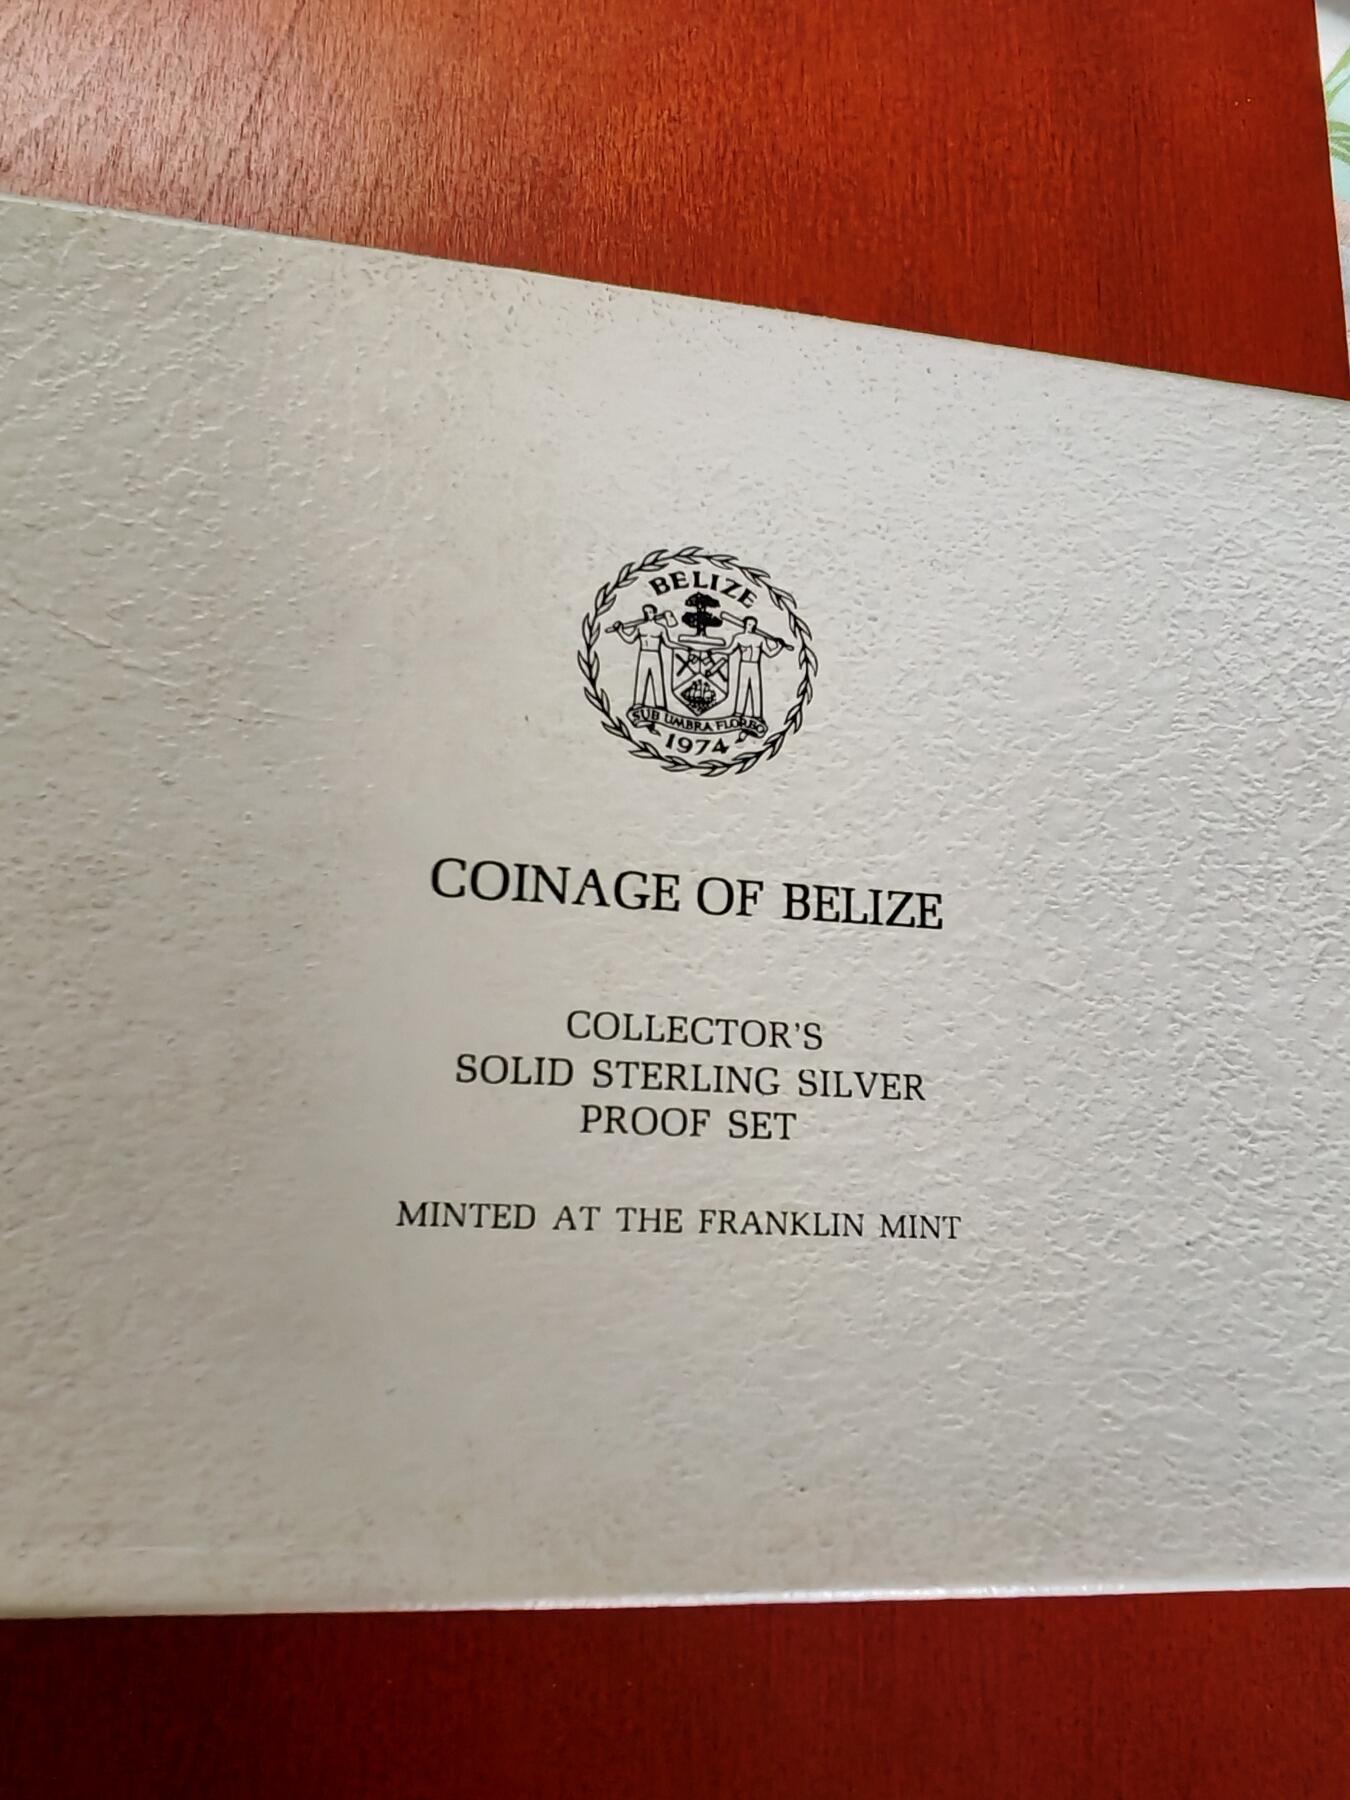 BELIZE
SUB UMBRA FLOREO
1974
COINAGE OF BELIZE
COLLECTOR'S
SOLID STERLING SILVER
PROOF SET
MINTED AT THE FRANKLIN MINT